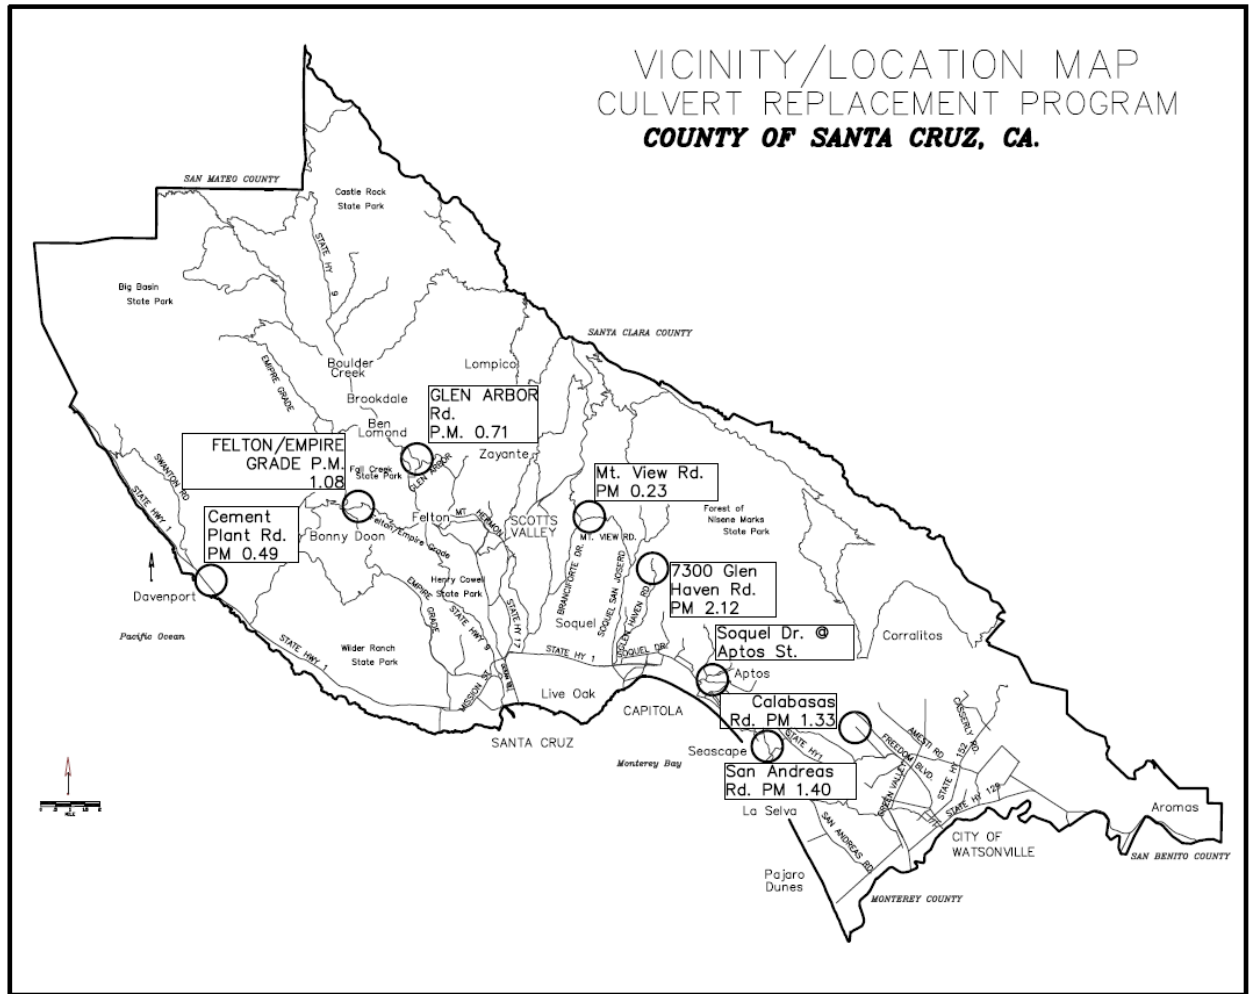 VICINITY/LOCATION MAP
CULVERT REPLACEMENT PROGRAM
COUNTY OF SANTA CRUZ, CA.
SAN MATEO COUNTY
Castle Rock
State Park
STATE HY 9
Big Basin
State Park
SANTA CLARA COUNTY
Boulder
Creek
Lompico
EMPIRE GRADE
Brookdale
GLEN ARBOR
Rd.
P.M. 0.71
Ben
Lomond
FELTON/EMPIRE
GRADE P.M.
1.08
Zayante
Fall Creek
State Park
GLEN ARBOR
SWANTON RD
STATE HWY 1
Mt. View Rd.
PM 0.23
Cement
Plant Rd.
PM 0.49
Bonny Doon
Felton
Felton/Empire Grade
MT. HERMON
SCOTTS
VALLEY
MT. VIEW RD.
Forest of
Nisene Marks
State Park
Davenport
Henry Cowell
State Park
EMPIRE GRADE
STATE HWY 9
STATE HY 17
BRANCIFORTE DR.
SOQUEL SAN JOSE RD
GLEN HAVEN RD
7300 Glen
Haven Rd.
PM 2.12
Pacific Ocean
Wilder Ranch
State Park
STATE HWY 1
Soquel
SOQUEL DR.
STATE HY 1
Soquel Dr. @
Aptos St.
Corralitos
Aptos
MISSION ST.
Live Oak
CAPITOLA
Calabasas
Rd. PM 1.33
SANTA CRUZ
Monterey Bay
Seascape
STATE HY1
San Andreas
Rd. PM 1.40
AMESTI RD
FREEDOM BLVD.
GREEN VALLEY
CASSERLY RD.
STATE HY 152
STATE HY 129
La Selva
SAN ANDREAS RD
Aromas
CITY OF
WATSONVILLE
SAN BENITO COUNTY
Pajaro
Dunes
MONTEREY COUNTY